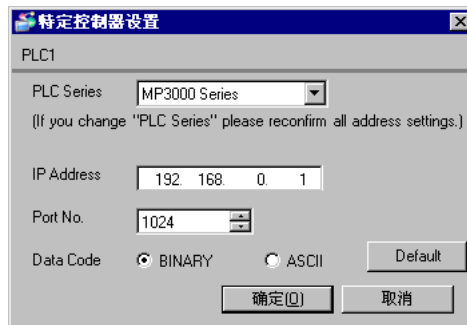 特定控制器设置
PLC1
PLC Series MP3000 Series
(If you change "PLC Series" please reconfirm all address settings.)
IP Address 192. 168. 0. 1
Port No. 1024
Data Code BINARY ASCII Default
确定(O) 取消